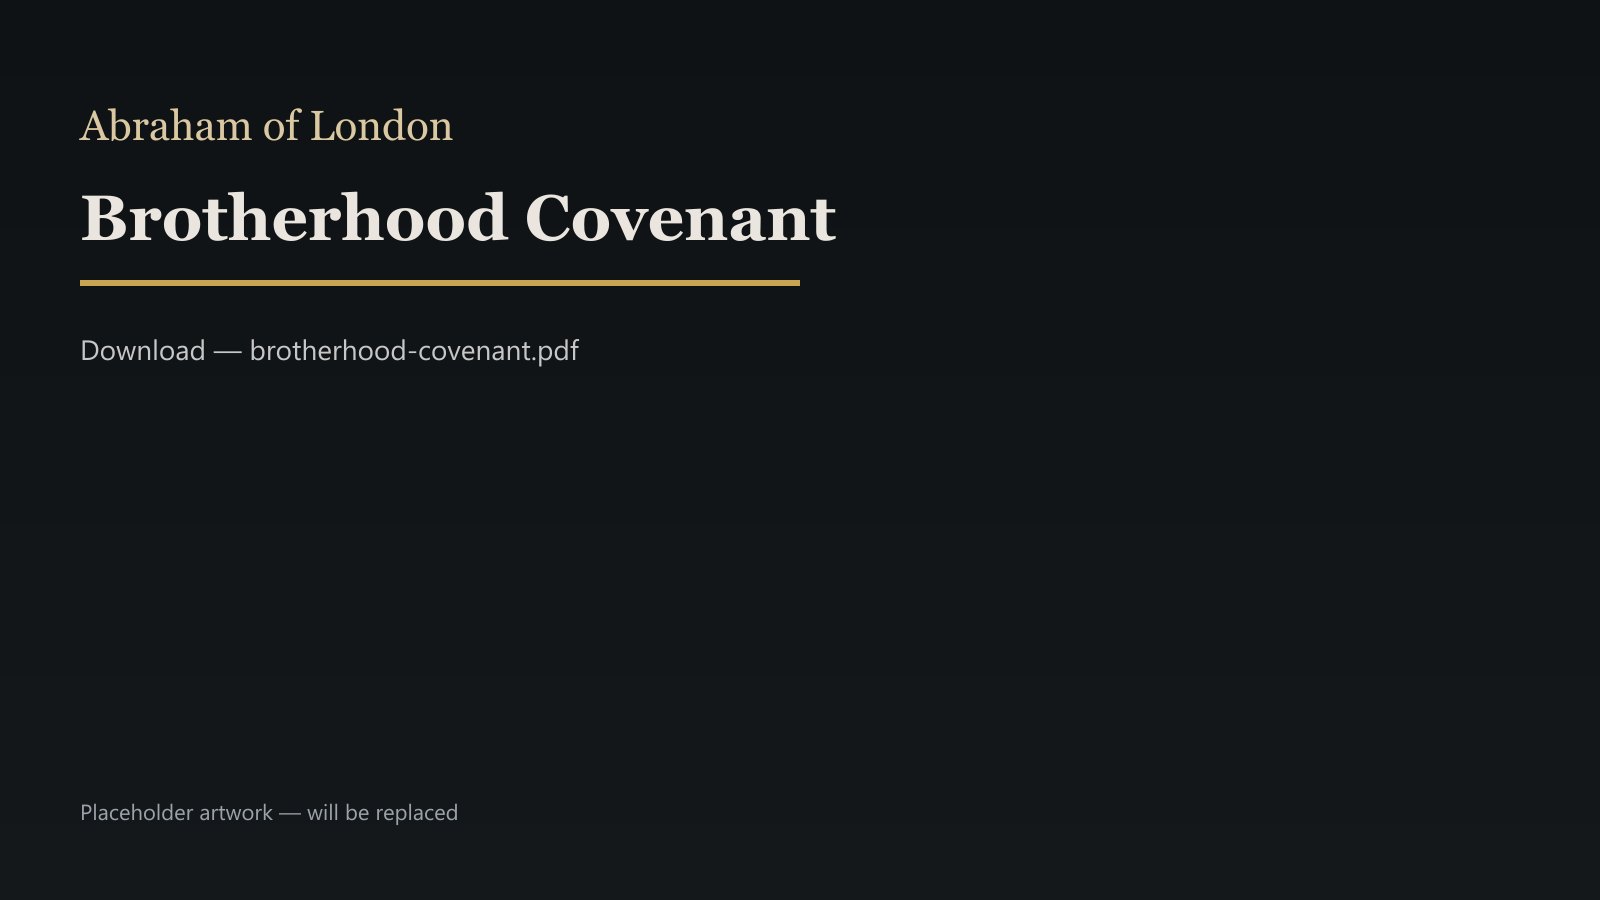 Abraham of London
Brotherhood Covenant
Download — brotherhood-covenant.pdf
Placeholder artwork — will be replaced